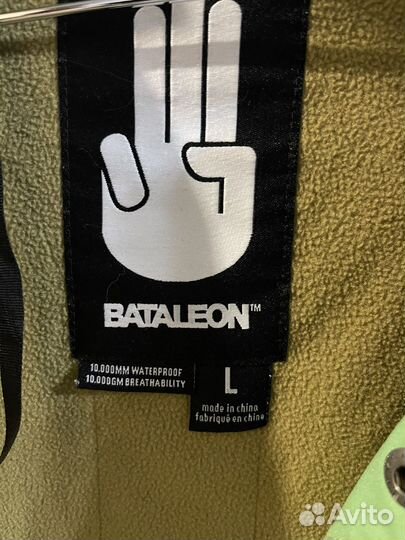 BATALEON™
10.000MM WATERPROOF
10.000GM BREATHABILITY
L
made in china
fabriqué en chine
Avito